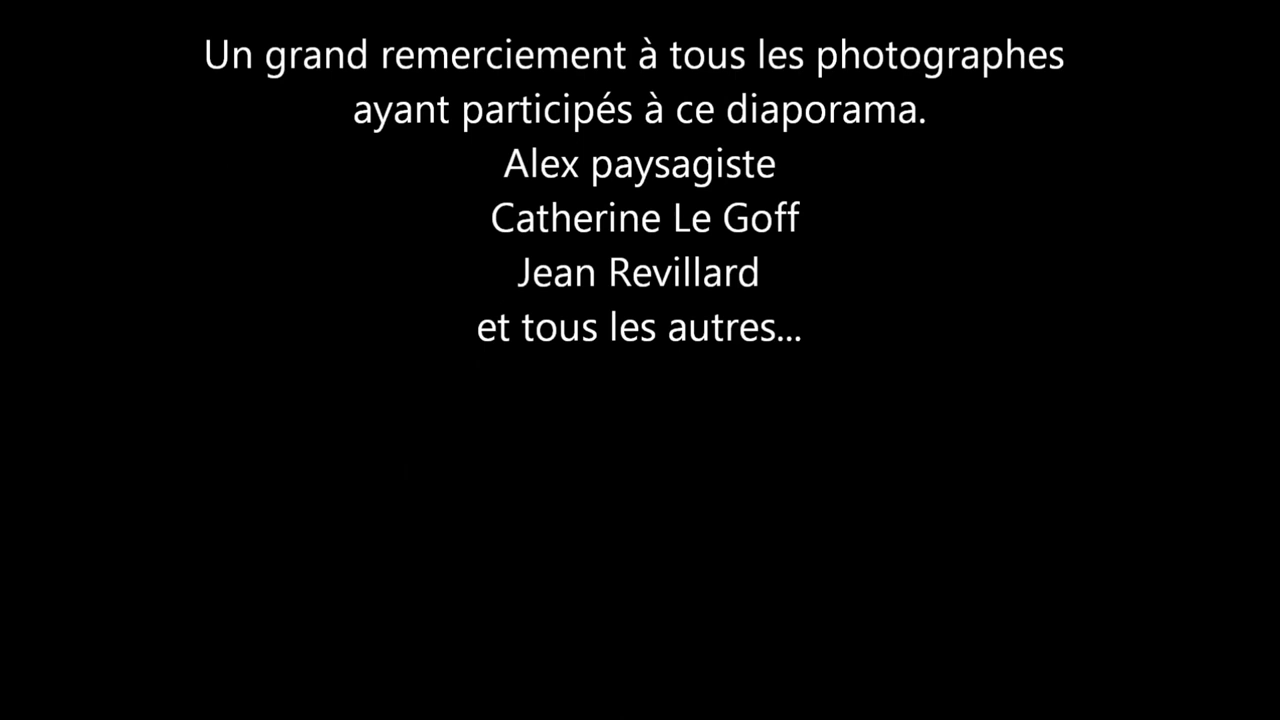 Un grand remerciement à tous les photographes
ayant participés à ce diaporama.
Alex paysagiste
Catherine Le Goff
Jean Revillard
et tous les autres...